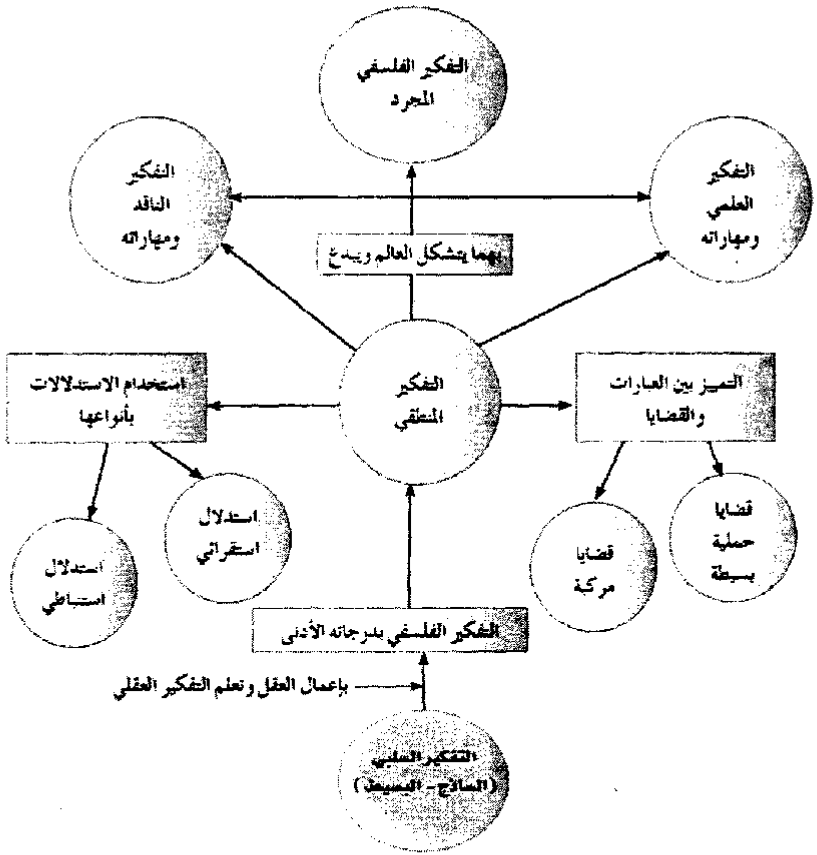 التفكير الفلسفي
المجرد
التفكير
العلمي
ومهاراته
التفكير
الناقد
ومهاراته
بهما يتشكل العالم ويبدع
التفكير
المنطقي
التمييز بين العبارات
والقضايا
استخدام الاستدلالات
بأنواعها
قضايا
حملية
بسيطة
قضايا
مركبة
استدلال
استقرائي
استدلال
استنباطي
التفكير الفلسفي بدرجاته الأدنى
بإعمال العقل وتعلم التفكير العقلي
التفكير السلبي
(الساذج - البسيط)